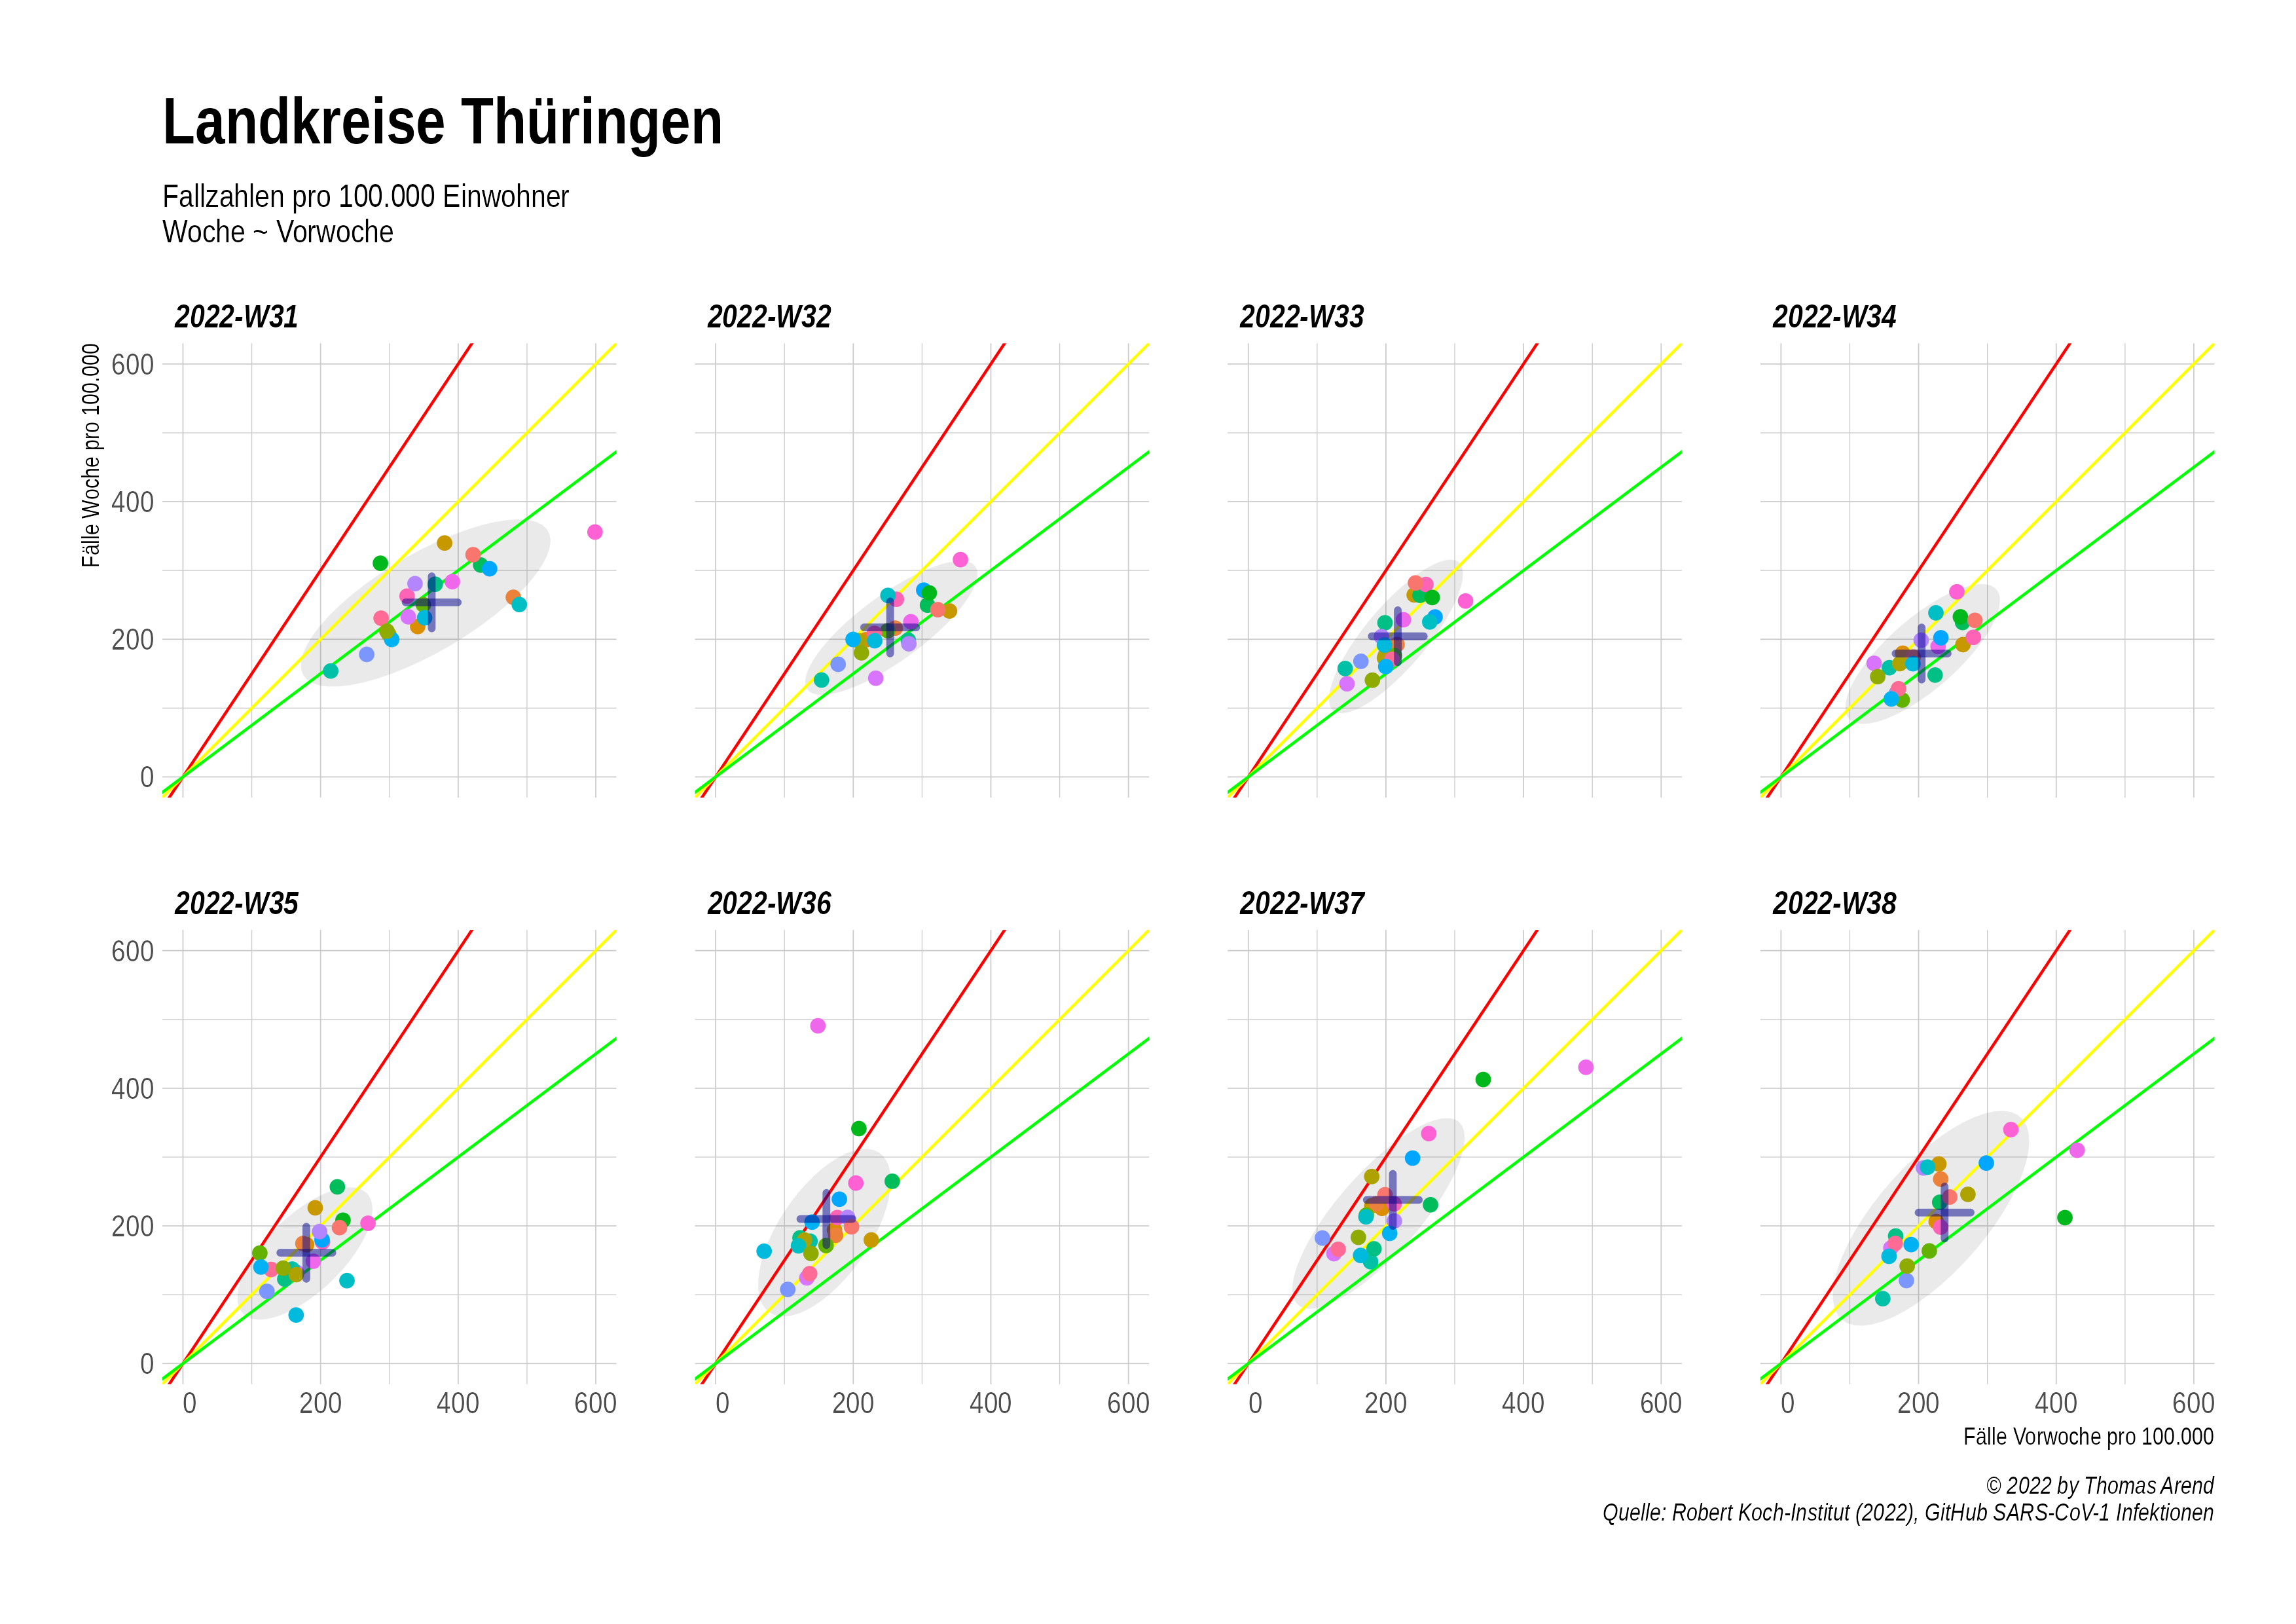 Landkreise Thüringen
Fallzahlen pro 100.000 Einwohner
Woche ~ Vorwoche
2022-W31
2022-W32
2022-W33
2022-W34
Fälle Woche pro 100.000
600
400
200
0
2022-W35
2022-W36
2022-W37
2022-W38
600
400
200
0
0 200 400 600
0 200 400 600
0 200 400 600
0 200 400 600
Fälle Vorwoche pro 100.000
© 2022 by Thomas Arend
Quelle: Robert Koch-Institut (2022), GitHub SARS-CoV-1 Infektionen